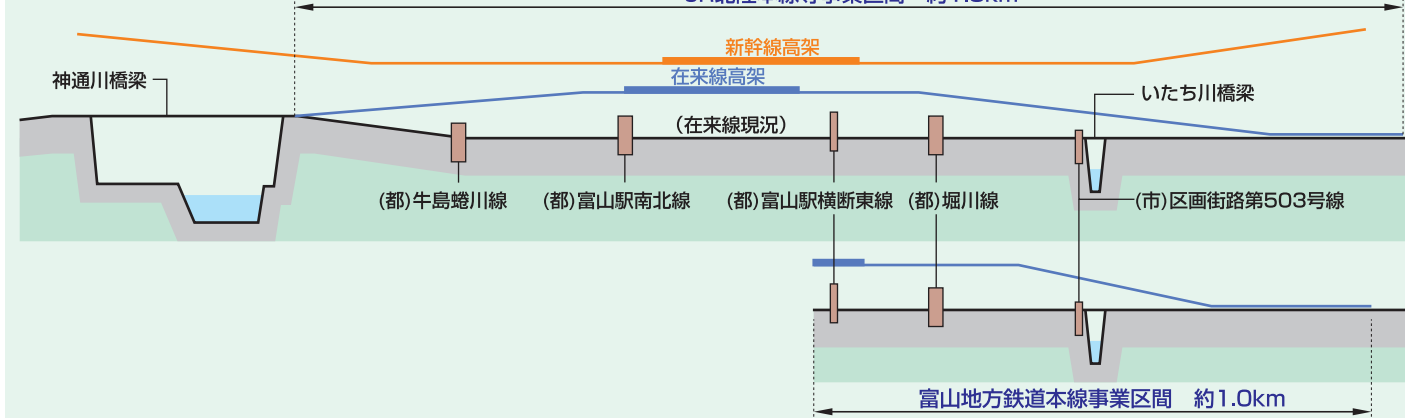 新幹線高架
在来線高架
神通川橋梁
いたち川橋梁
(在来線現況)
(都)牛島蜷川線
(都)富山駅南北線
(都)富山駅横断東線
(都)堀川線
(市)区画街路第503号線
富山地方鉄道本線事業区間 約1.0km